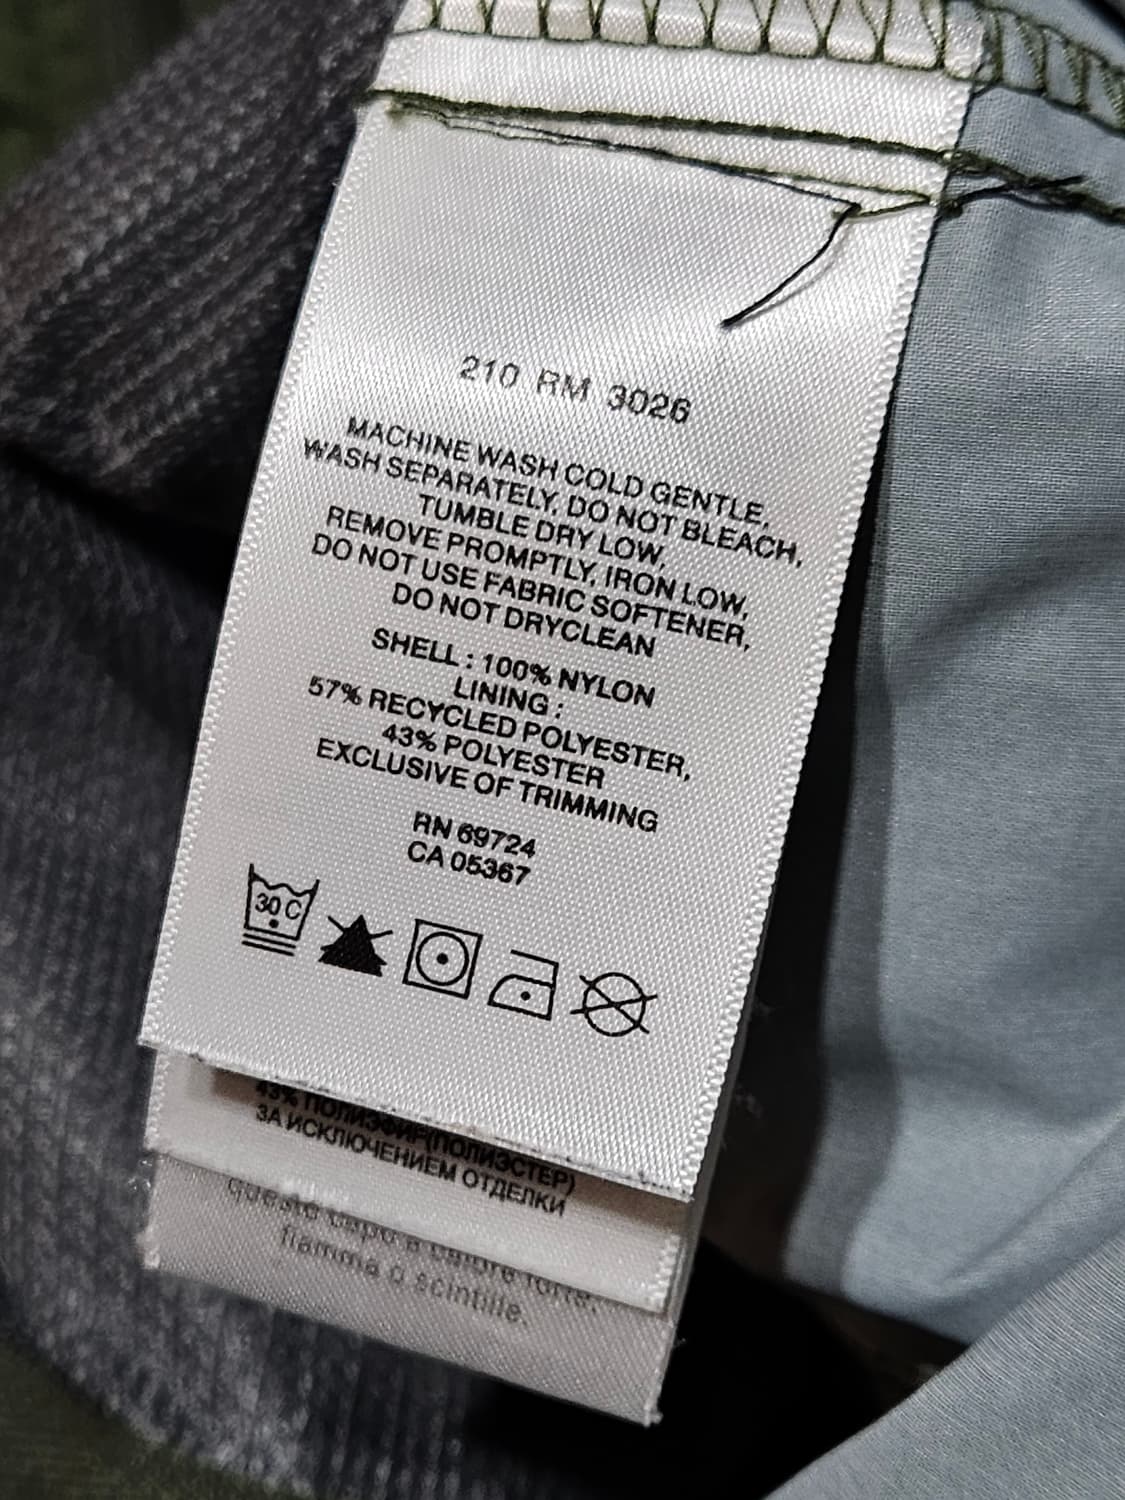 210 RM 3026
MACHINE WASH COLD GENTLE,
WASH SEPARATELY, DO NOT BLEACH,
TUMBLE DRY LOW,
REMOVE PROMPTLY, IRON LOW,
DO NOT USE FABRIC SOFTENER,
DO NOT DRYCLEAN
SHELL : 100% NYLON
LINING :
57% RECYCLED POLYESTER,
43% POLYESTER
EXCLUSIVE OF TRIMMING
RN 69724
CA 05367
30 C
43% ПОЛИЭФИР(ПОЛИЭСТЕР)
ЗА ИСКЛЮЧЕНИЕМ ОТДЕЛКИ
questo capo a
fiamma o scintille.